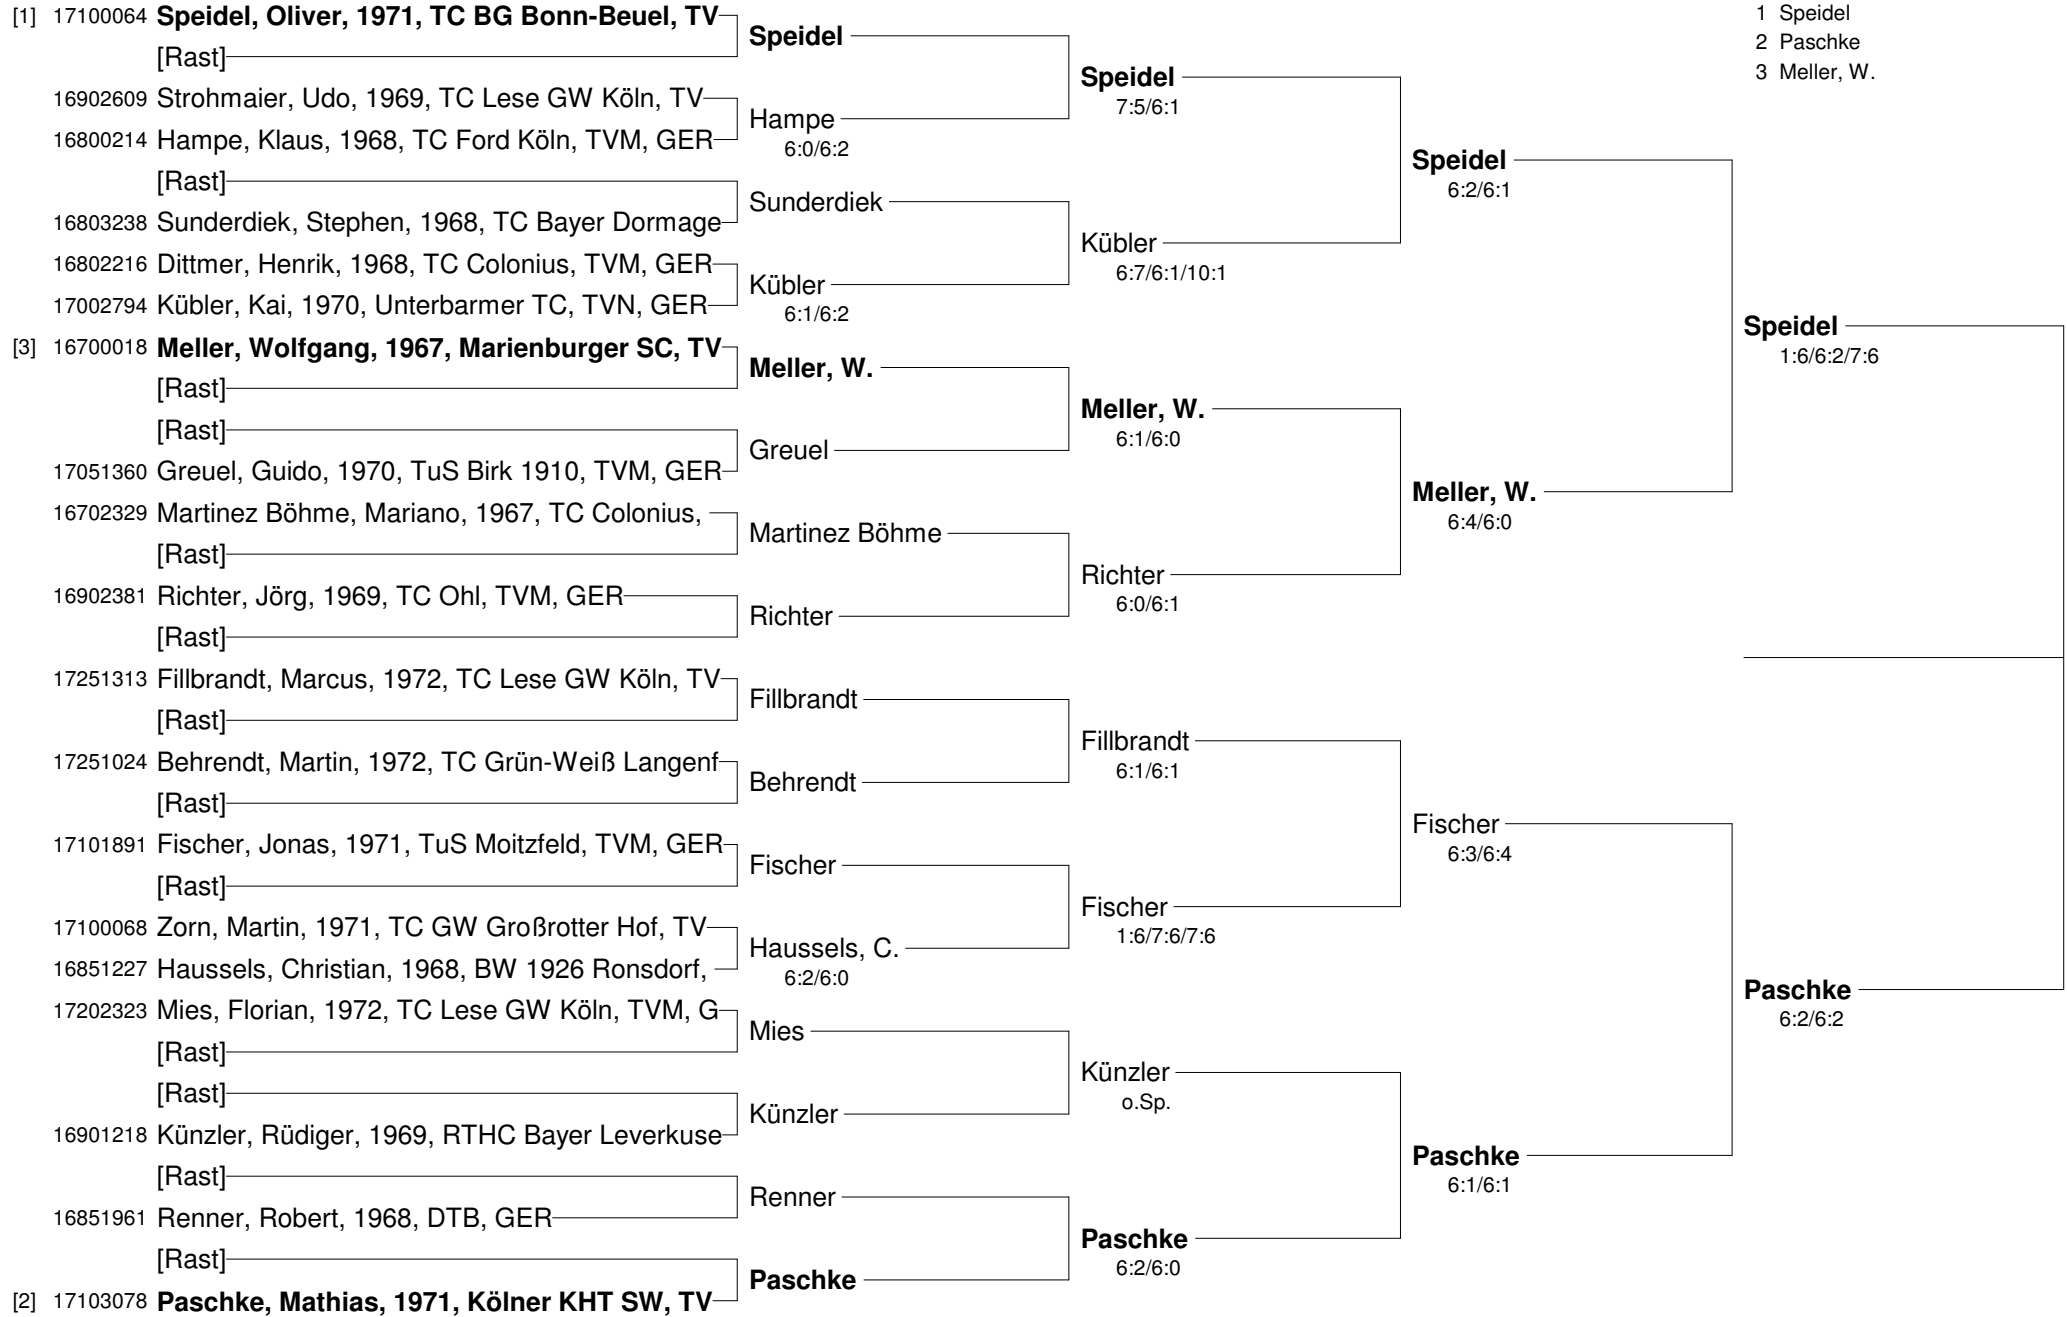 [1] 17100064 Speidel, Oliver, 1971, TC BG Bonn-Beuel, TV
[Rast]
16902609 Strohmaier, Udo, 1969, TC Lese GW Köln, TV
16800214 Hampe, Klaus, 1968, TC Ford Köln, TVM, GER
[Rast]
16803238 Sunderdiek, Stephen, 1968, TC Bayer Dormage
16802216 Dittmer, Henrik, 1968, TC Colonius, TVM, GER
17002794 Kübler, Kai, 1970, Unterbarmer TC, TVN, GER
[3] 16700018 Meller, Wolfgang, 1967, Marienburger SC, TV
[Rast]
[Rast]
17051360 Greuel, Guido, 1970, TuS Birk 1910, TVM, GER
16702329 Martinez Böhme, Mariano, 1967, TC Colonius,
[Rast]
16902381 Richter, Jörg, 1969, TC Ohl, TVM, GER
[Rast]
17251313 Fillbrandt, Marcus, 1972, TC Lese GW Köln, TV
[Rast]
17251024 Behrendt, Martin, 1972, TC Grün-Weiß Langenf
[Rast]
17101891 Fischer, Jonas, 1971, TuS Moitzfeld, TVM, GER
[Rast]
17100068 Zorn, Martin, 1971, TC GW Großrotter Hof, TV
16851227 Haussels, Christian, 1968, BW 1926 Ronsdorf,
17202323 Mies, Florian, 1972, TC Lese GW Köln, TVM, G
[Rast]
[Rast]
16901218 Künzler, Rüdiger, 1969, RTHC Bayer Leverkuse
[Rast]
16851961 Renner, Robert, 1968, DTB, GER
[Rast]
[2] 17103078 Paschke, Mathias, 1971, Kölner KHT SW, TV
Speidel
Hampe
6:0/6:2
Sunderdiek
Kübler
6:1/6:2
Meller, W.
Greuel
Martinez Böhme
Richter
Fillbrandt
Behrendt
Fischer
Haussels, C.
6:2/6:0
Mies
Künzler
Renner
Paschke
Speidel
7:5/6:1
Kübler
6:7/6:1/10:1
Meller, W.
6:1/6:0
Richter
6:0/6:1
Fillbrandt
6:1/6:1
Fischer
1:6/7:6/7:6
Künzler
o.Sp.
Paschke
6:2/6:0
Speidel
6:2/6:1
Meller, W.
6:4/6:0
Fischer
6:3/6:4
Paschke
6:1/6:1
Speidel
1:6/6:2/7:6
Paschke
6:2/6:2
1 Speidel
2 Paschke
3 Meller, W.